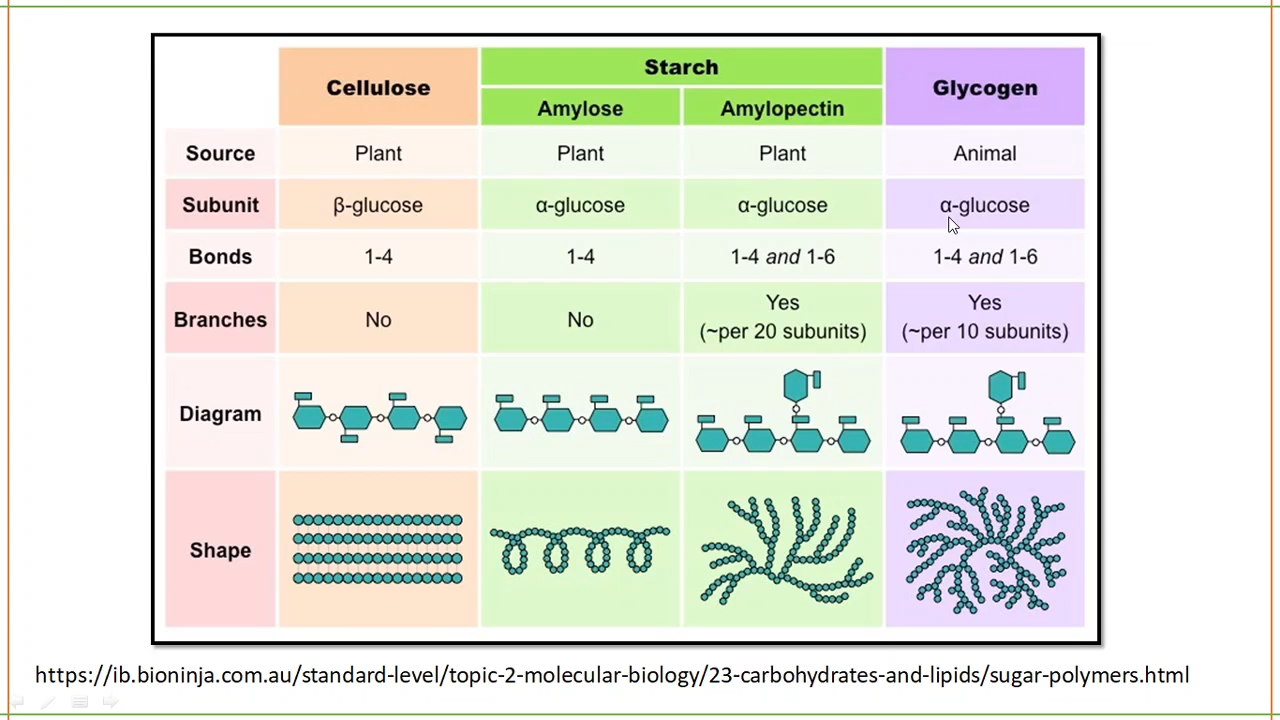 Cellulose
Starch
Glycogen
Amylose
Amylopectin
Source
Plant
Plant
Plant
Animal
Subunit
β-glucose
α-glucose
α-glucose
α-glucose
Bonds
1-4
1-4
1-4 and 1-6
1-4 and 1-6
Branches
No
No
Yes
(~per 20 subunits)
Yes
(~per 10 subunits)
Diagram
Shape
https://ib.bioninja.com.au/standard-level/topic-2-molecular-biology/23-carbohydrates-and-lipids/sugar-polymers.html